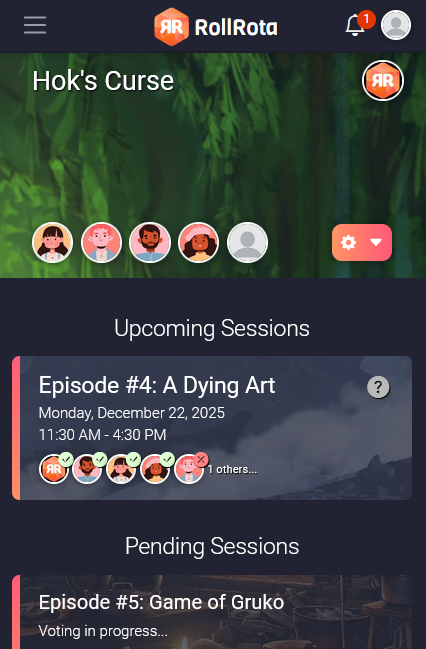 RR RollRota
1
Hok's Curse
RR
Upcoming Sessions
Episode #4: A Dying Art
?
Monday, December 22, 2025
11:30 AM - 4:30 PM
RR
1 others...
Pending Sessions
Episode #5: Game of Gruko
Voting in progress...